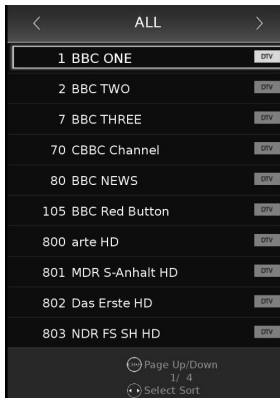 ALL
1 BBC ONE DTV
2 BBC TWO DTV
7 BBC THREE DTV
70 CBBC Channel DTV
80 BBC NEWS DTV
105 BBC Red Button DTV
800 arte HD DTV
801 MDR S-Anhalt HD DTV
802 Das Erste HD DTV
803 NDR FS SH HD DTV
Page Up/Down
1/ 4
Select Sort